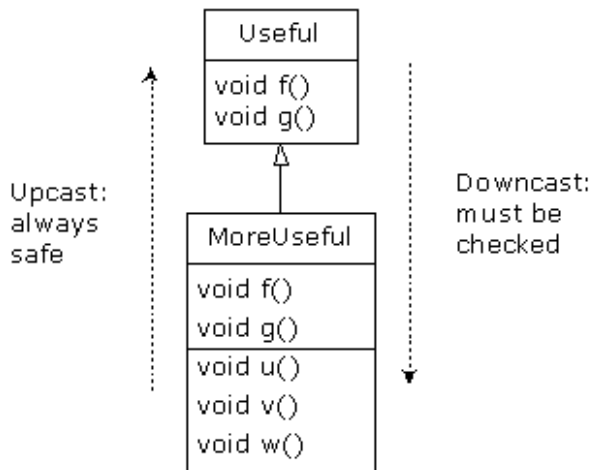 Useful
void f()
void g()
Upcast:
always
safe
Downcast:
must be
checked
MoreUseful
void f()
void g()
void u()
void v()
void w()